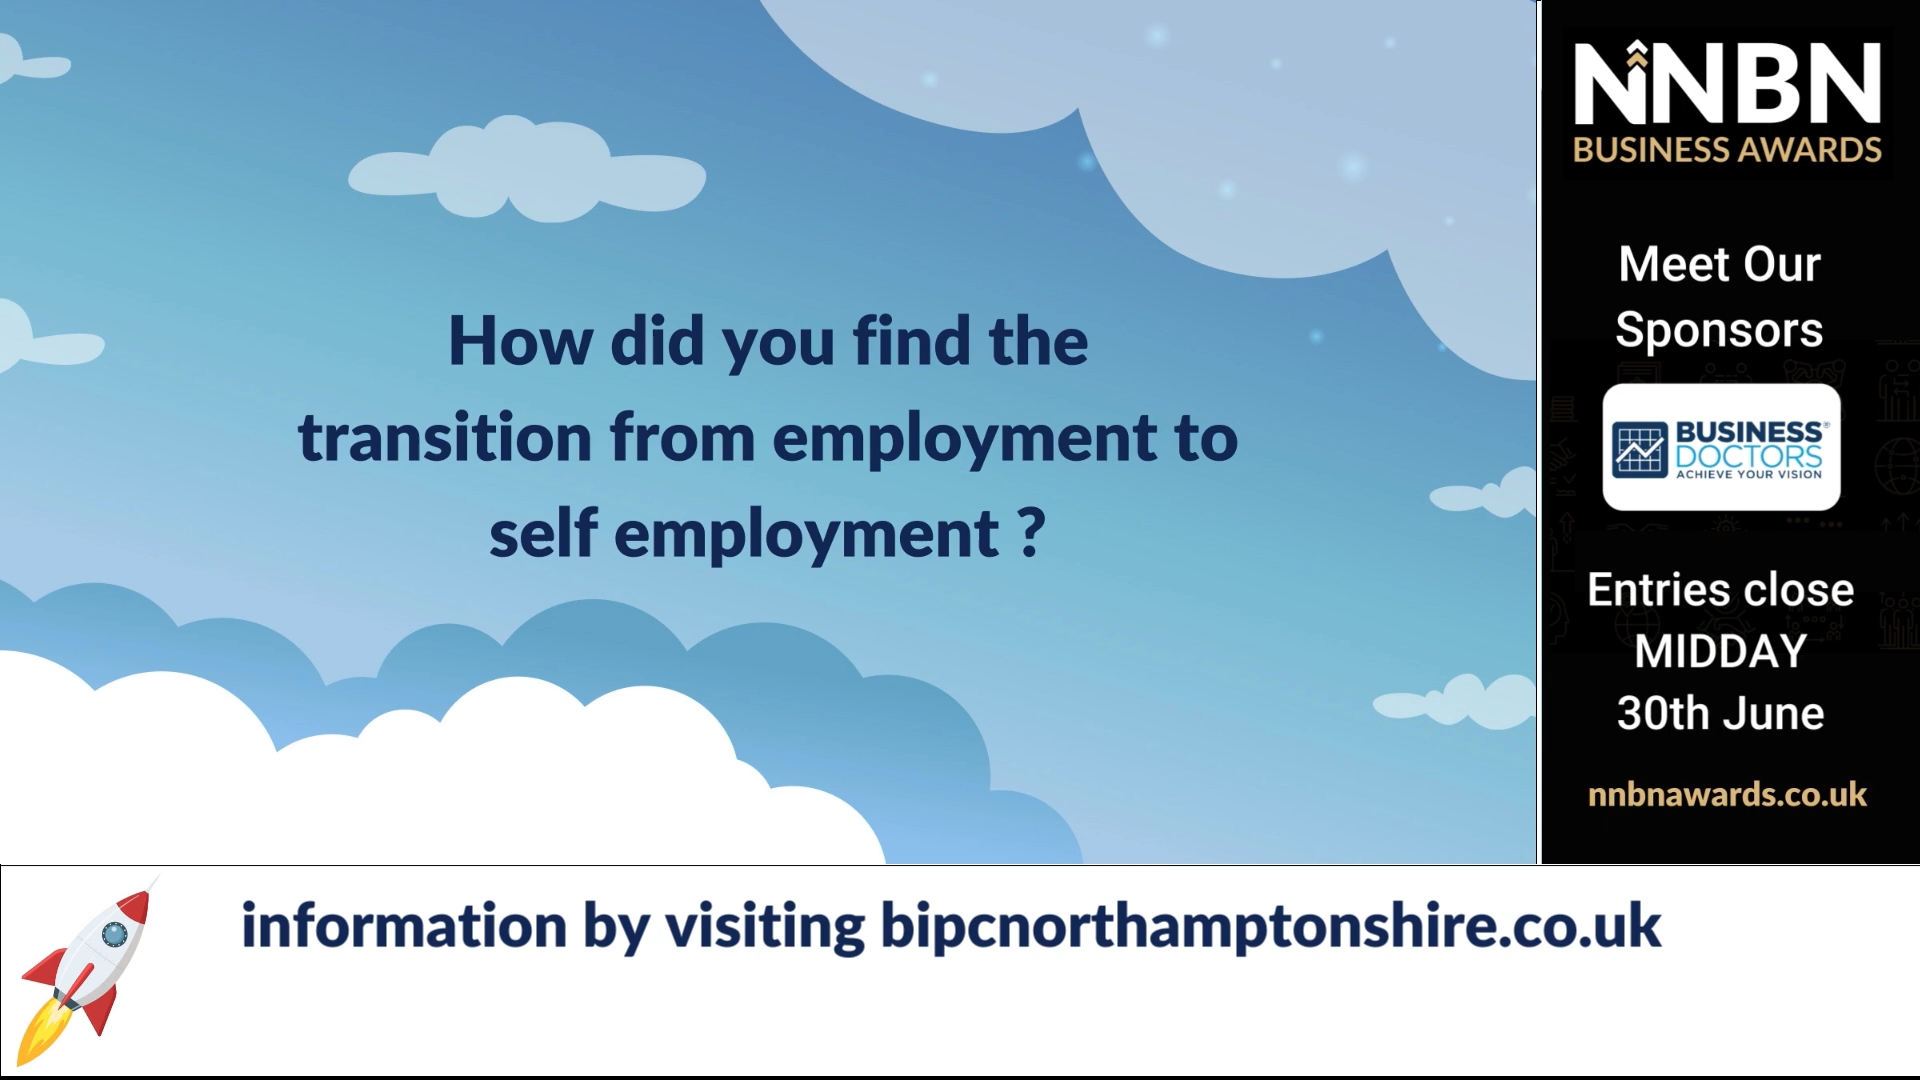 How did you find the
transition from employment to
self employment ?
NNBN
BUSINESS AWARDS
Meet Our
Sponsors
BUSINESS®
DOCTORS
ACHIEVE YOUR VISION
Entries close
MIDDAY
30th June
nnbnawards.co.uk
information by visiting bipcnorthamptonshire.co.uk